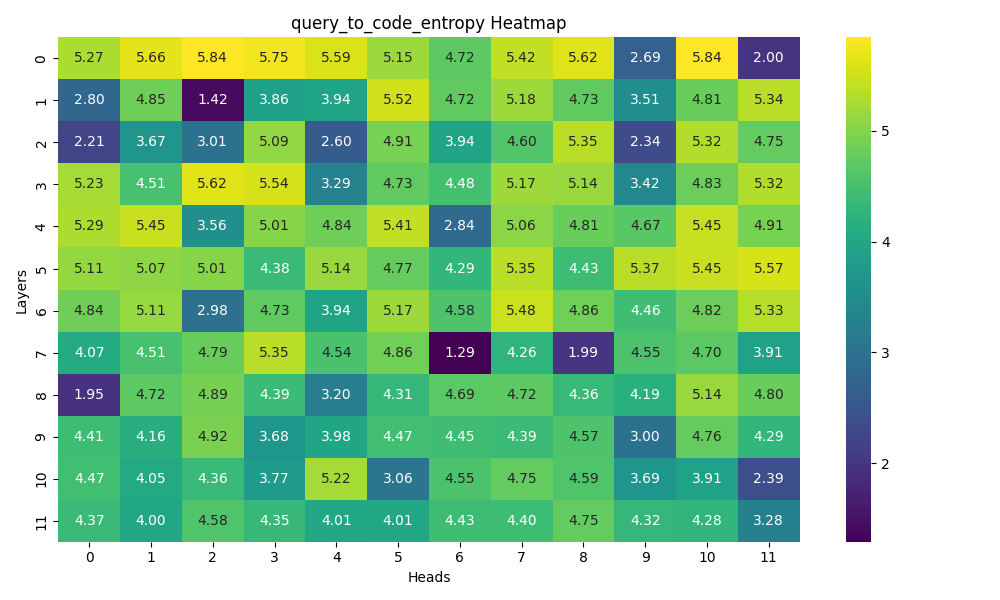 query_to_code_entropy Heatmap
0 5.27 5.66 5.84 5.75 5.59 5.15 4.72 5.42 5.62 2.69 5.84 2.00
1 2.80 4.85 1.42 3.86 3.94 5.52 4.72 5.18 4.73 3.51 4.81 5.34
2 2.21 3.67 3.01 5.09 2.60 4.91 3.94 4.60 5.35 2.34 5.32 4.75
3 5.23 4.51 5.62 5.54 3.29 4.73 4.48 5.17 5.14 3.42 4.83 5.32
4 5.29 5.45 3.56 5.01 4.84 5.41 2.84 5.06 4.81 4.67 5.45 4.91
5 5.11 5.07 5.01 4.38 5.14 4.77 4.29 5.35 4.43 5.37 5.45 5.57
6 4.84 5.11 2.98 4.73 3.94 5.17 4.58 5.48 4.86 4.46 4.82 5.33
7 4.07 4.51 4.79 5.35 4.54 4.86 1.29 4.26 1.99 4.55 4.70 3.91
8 1.95 4.72 4.89 4.39 3.20 4.31 4.69 4.72 4.36 4.19 5.14 4.80
9 4.41 4.16 4.92 3.68 3.98 4.47 4.45 4.39 4.57 3.00 4.76 4.29
10 4.47 4.05 4.36 3.77 5.22 3.06 4.55 4.75 4.59 3.69 3.91 2.39
11 4.37 4.00 4.58 4.35 4.01 4.01 4.43 4.40 4.75 4.32 4.28 3.28
0 1 2 3 4 5 6 7 8 9 10 11
Heads
Layers
5
4
3
2